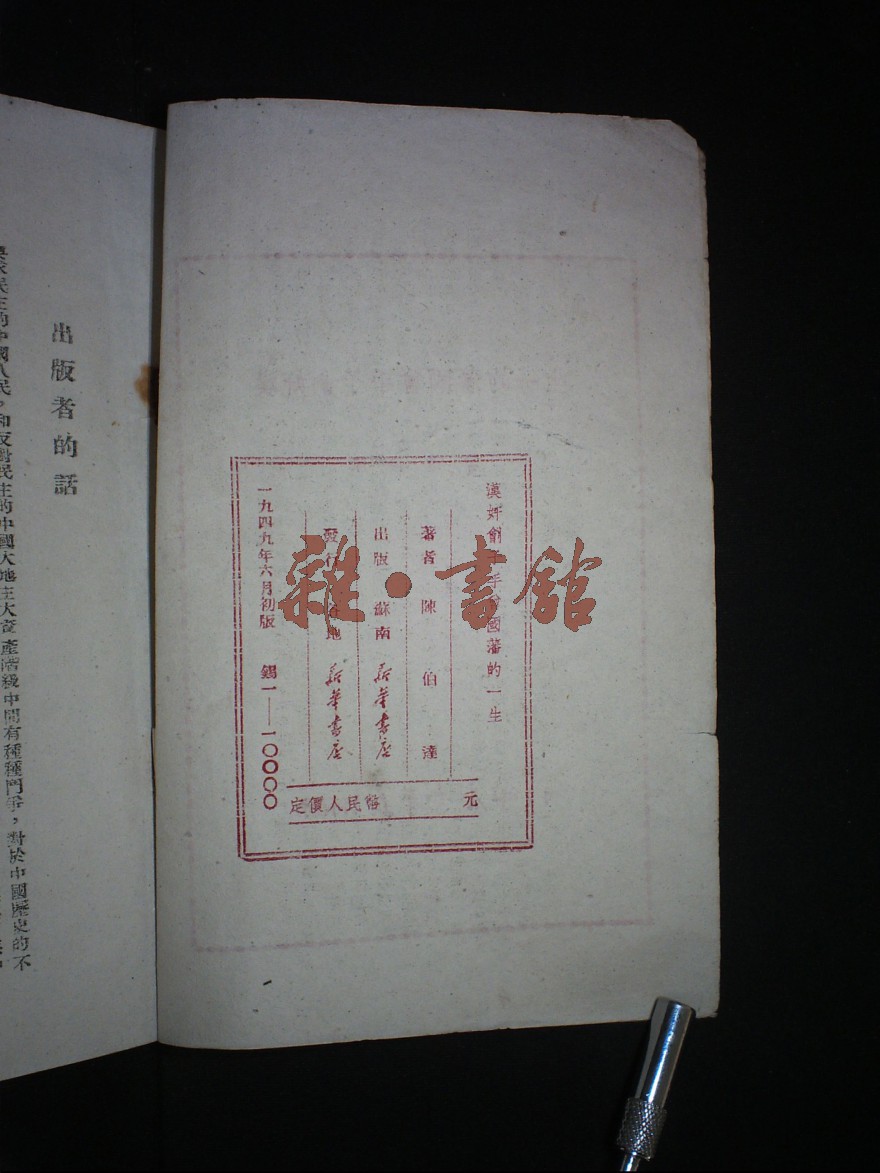 漢奸劊 手 國藩的一生
著者 陳伯達
出版 蘇南 新華書店
發行 地 新華書店
一九四九年六月初版 錫一——一〇〇〇〇
定價人民幣 元
出版者的話
民主的中國人民，和反對民主的中國大地主大資產階級中間有種種鬥爭，對於中國歷史的不
雜·書館